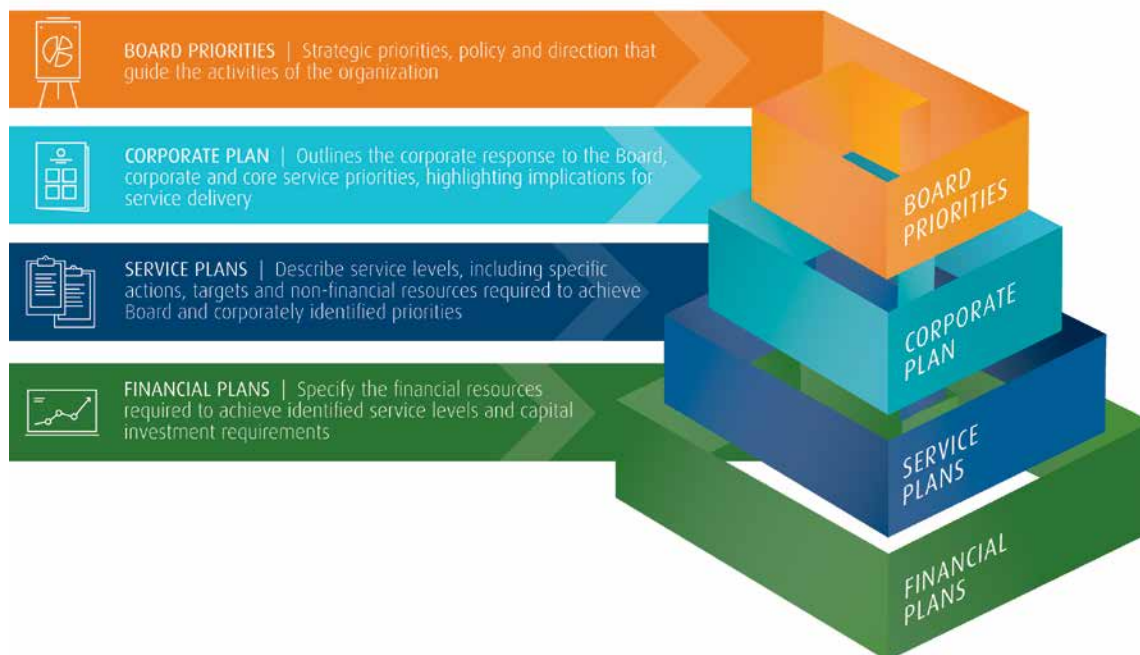 BOARD PRIORITIES | Strategic priorities, policy and direction that
guide the activities of the organization
CORPORATE PLAN | Outlines the corporate response to the Board,
corporate and core service priorities, highlighting implications for
service delivery
SERVICE PLANS | Describe service levels, including specific
actions, targets and non-financial resources required to achieve
Board and corporately identified priorities
FINANCIAL PLANS | Specify the financial resources
required to achieve identified service levels and capital
investment requirements
BOARD
PRIORITIES
CORPORATE
PLAN
SERVICE
PLANS
FINANCIAL
PLANS